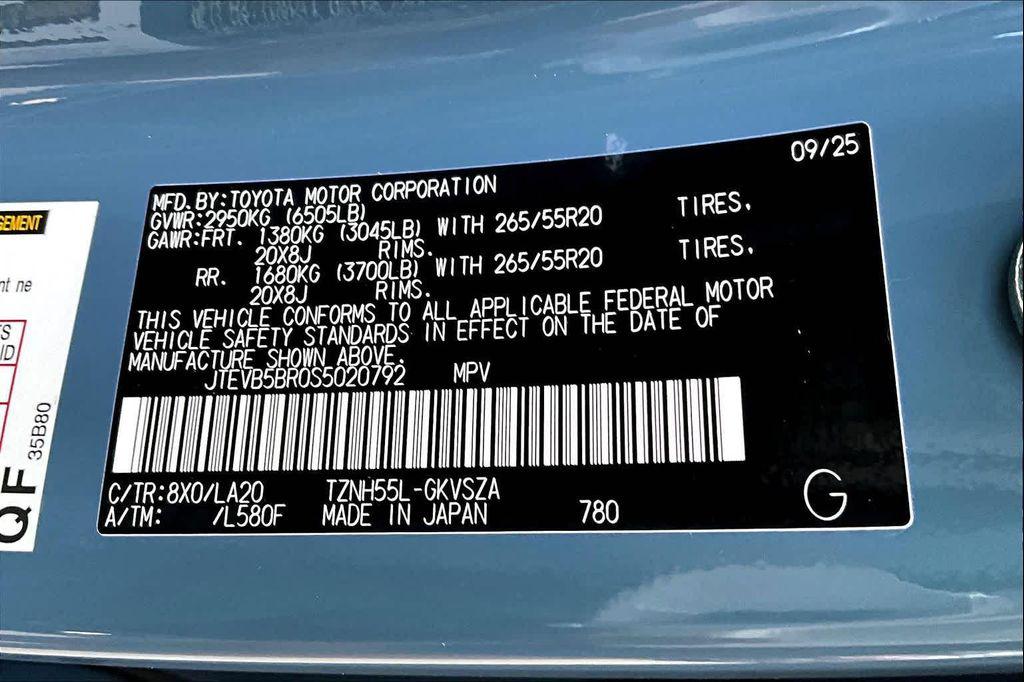 09/25
MFD. BY:TOYOTA MOTOR CORPORATION
GVWR:2950KG (6505LB)
GAWR:FRT. 1380KG (3045LB) WITH 265/55R20 TIRES,
20X8J RIMS.
RR. 1680KG (3700LB) WITH 265/55R20 TIRES,
20X8J RIMS.
THIS VEHICLE CONFORMS TO ALL APPLICABLE FEDERAL MOTOR
VEHICLE SAFETY STANDARDS IN EFFECT ON THE DATE OF
MANUFACTURE SHOWN ABOVE.
JTEVB5BR0S5020792 MPV
C/TR:8X0/LA20 TZNH55L-GKVSZA
A/TM: /L580F MADE IN JAPAN 780
G
QF
35B80